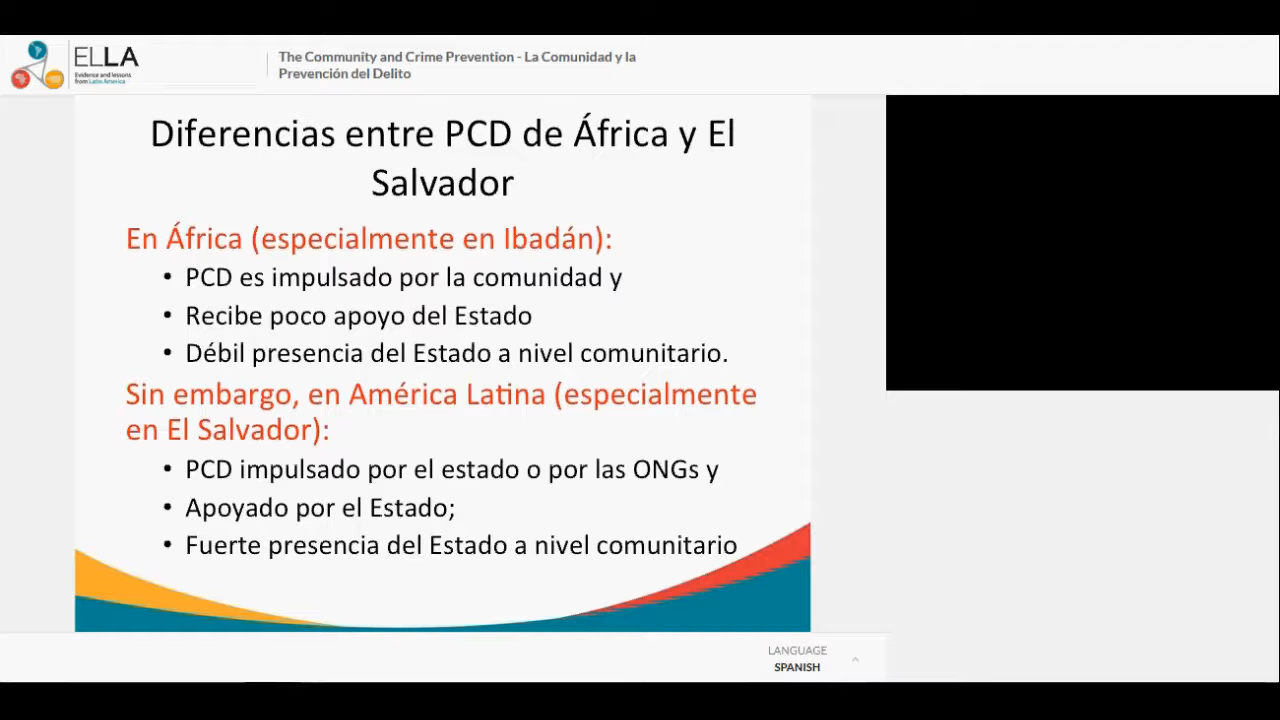 ELLA
Evidence and lessons
from Latin America
The Community and Crime Prevention - La Comunidad y la
Prevención del Delito
Diferencias entre PCD de África y El
Salvador
En África (especialmente en Ibadán):
• PCD es impulsado por la comunidad y
• Recibe poco apoyo del Estado
• Débil presencia del Estado a nivel comunitario.
Sin embargo, en América Latina (especialmente
en El Salvador):
• PCD impulsado por el estado o por las ONGs y
• Apoyado por el Estado;
• Fuerte presencia del Estado a nivel comunitario
LANGUAGE
SPANISH